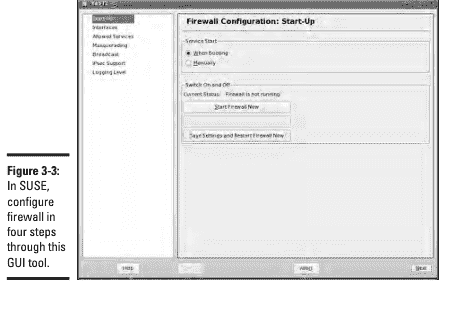 Start-Up
Interfaces
Allowed Services
Masquerading
Broadcast
IPsec Support
Logging Level
Firewall Configuration: Start-Up
Service Start
When Booting
Manually
Switch On and Off
Current Status: Firewall is not running
Start Firewall Now
Save Settings and Restart Firewall Now
Help
Abort
Next
Figure 3-3:
In SUSE,
configure
firewall in
four steps
through this
GUI tool.